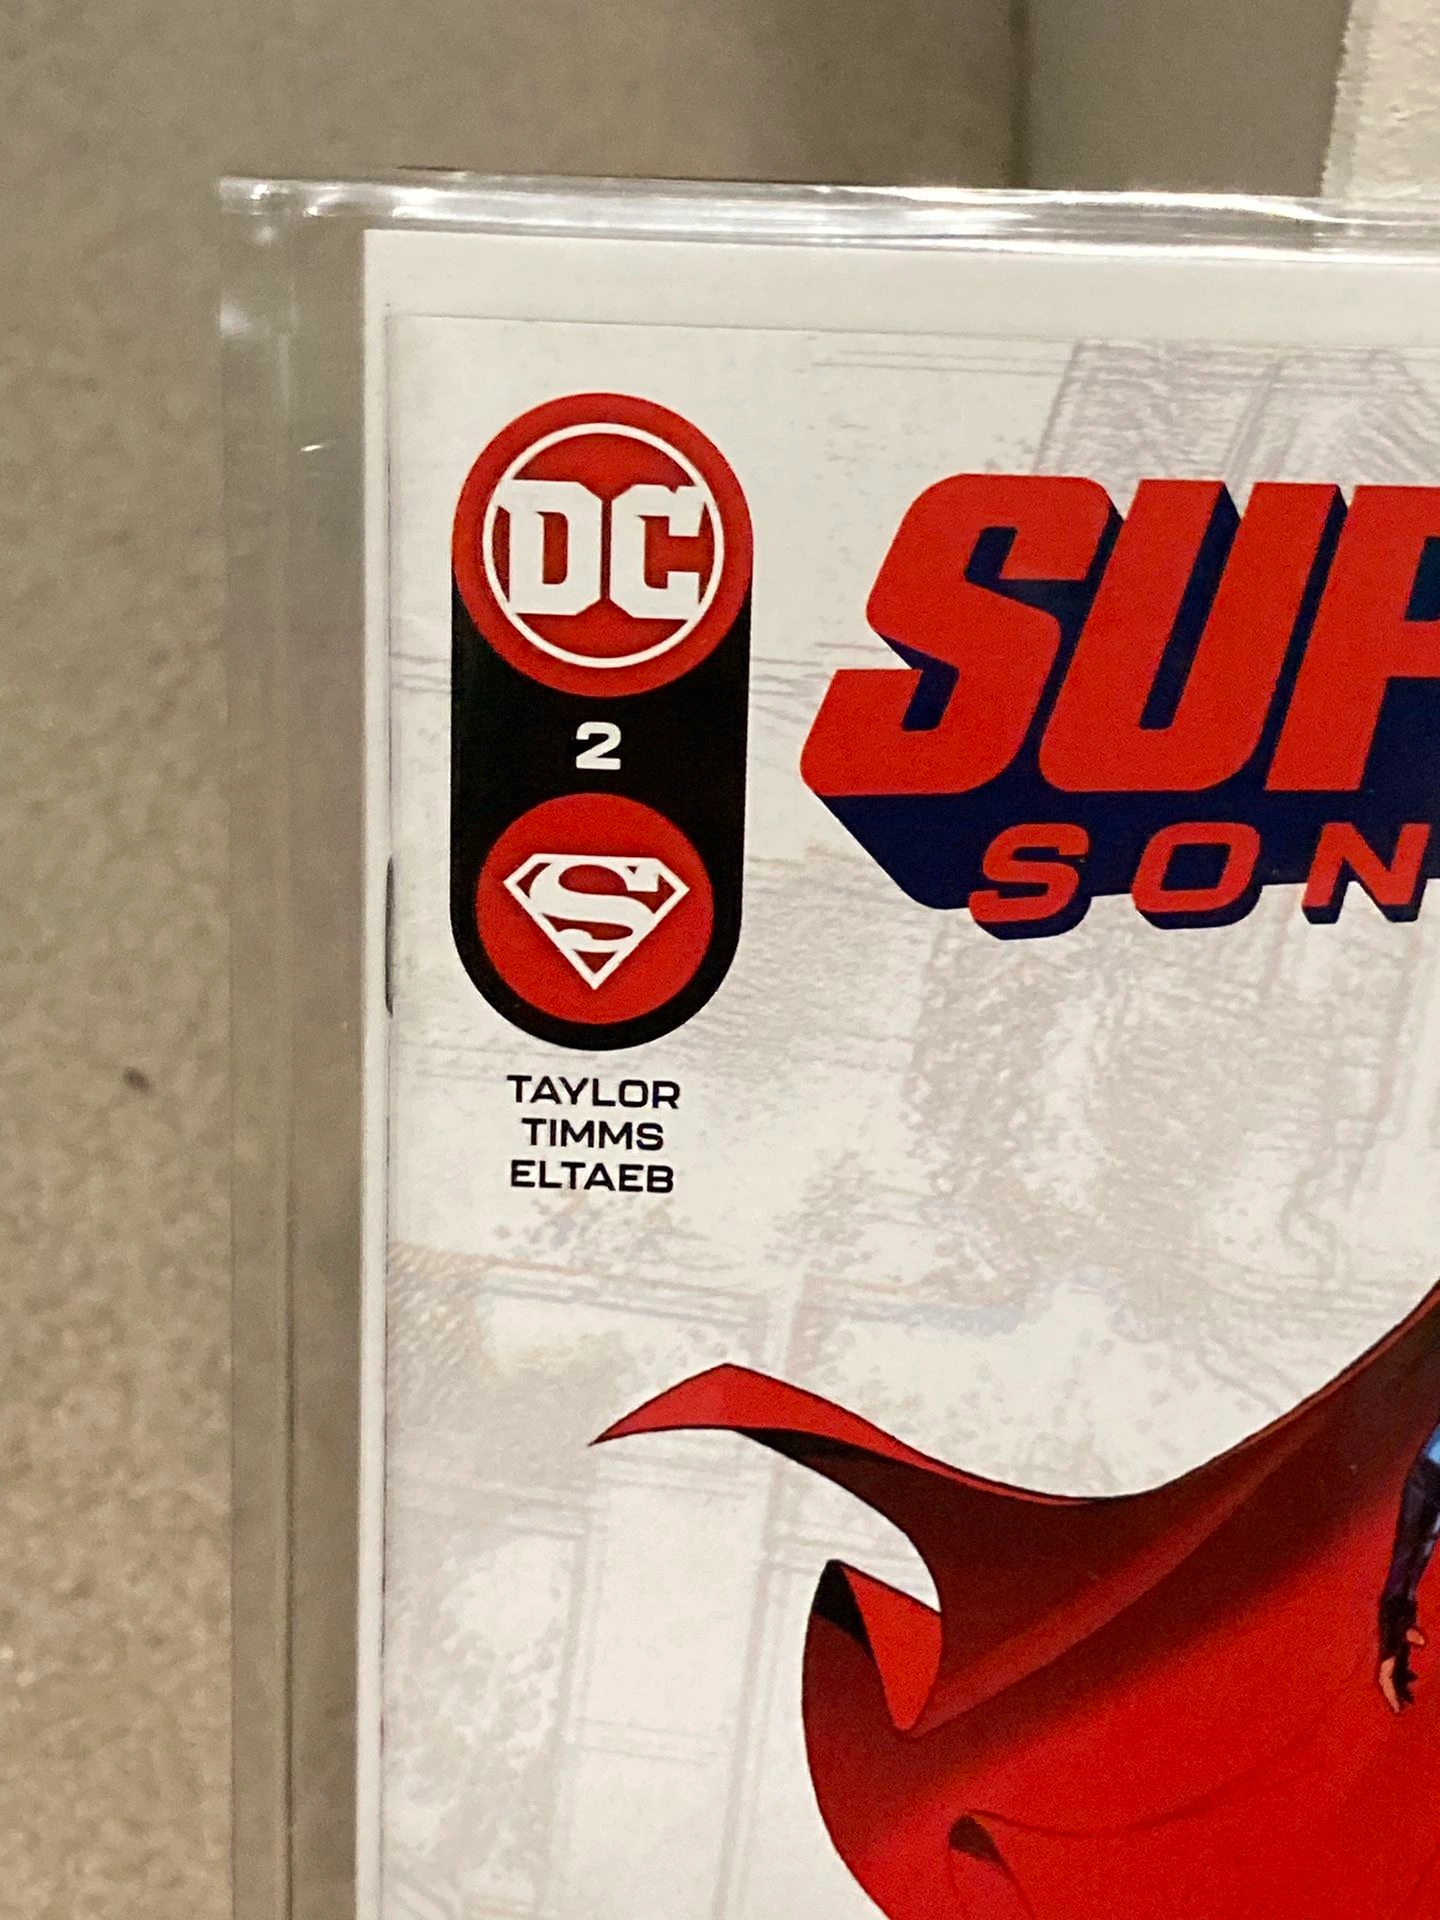 DC
2
S
TAYLOR
TIMMS
ELTAEB
SUP
SON